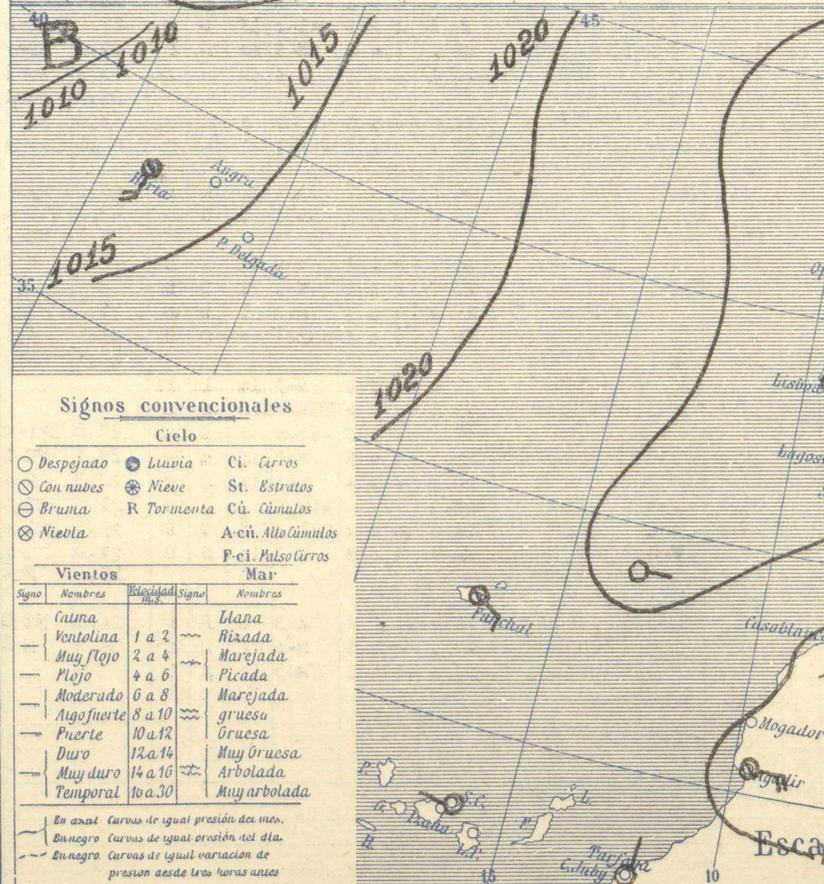 40
B
1010
1010
1015
1020
45
Horta
Angra
P. Delgada
1015
35
1020
Lisboa
Lagos
Funchal
Casablanca
Mogador
Agadir
Esca
P.
G.
H.
Izaña
S.C.
L.P.
F.
L.
Tarfaya
C. Juby
15
10
Signos convencionales
Cielo
Despejado Lluvia Ci. Cirros
Con nubes Nieve St. Estratos
Bruma R Tormenta Cú. Cúmulos
Niebla A-cú. Alto Cúmulos
F-ci. Falso Cirros
Vientos Mar
Signo Nombres Velocidad m.s. Signo Nombres
Calma Llana
Ventolina 1 a 2 Rizada
Muy flojo 2 a 4 Marejada
Flojo 4 a 6 Picada
Moderado 6 a 8 Marejada
Algo fuerte 8 a 10 gruesa
Fuerte 10 a 12 Gruesa
Duro 12 a 14 Muy Gruesa
Muy duro 14 a 16 Arbolada
Temporal 16 a 30 Muy arbolada
En azul Curvas de igual presión del mes.
En negro Curvas de igual presión del día.
En negro. Curvas de igual variacion de
presion desde tres horas antes